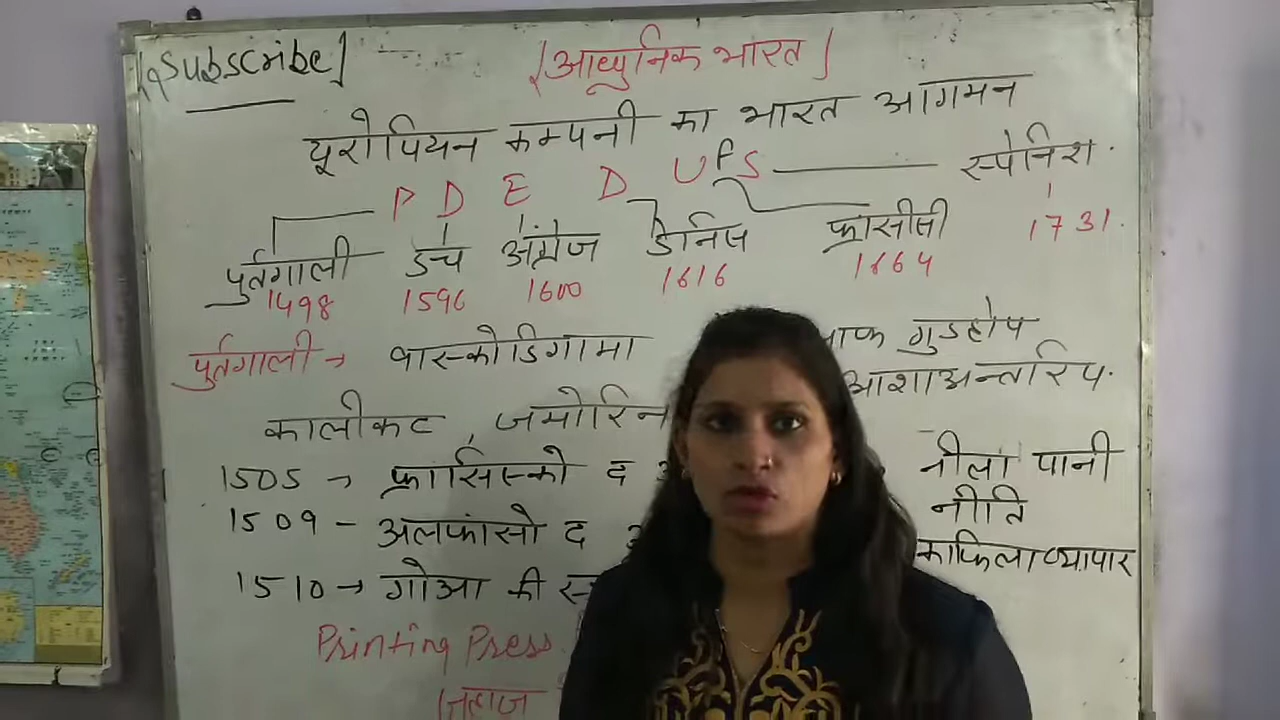 Subscribe
[आधुनिक भारत]
यूरोपियन कम्पनी का भारत आगमन
P D E D U F S स्पेनिश
1731
पुर्तगाली डच अंग्रेज डेनिस फ्रांसीसी
1498 1596 1600 1616 1664
पुर्तगाली → वास्कोडिगामा गुडहोप
आशाअन्तरिप
कालीकट, जमोरिन
1505 → फ्रांसिस्को द नीला पानी
नीति
1509 - अलफांसो द
काफिला व्यापार
1510 → गोआ की
Printing Press
जहाज